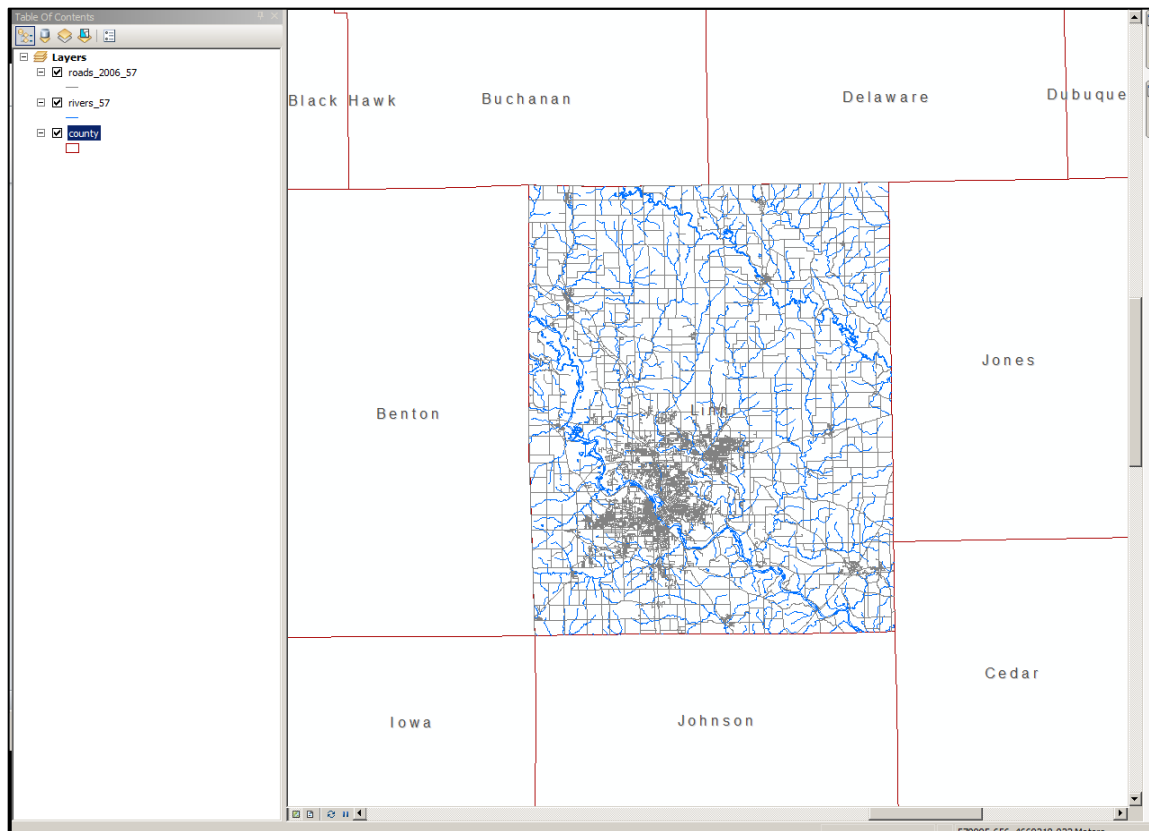 Table Of Contents
Layers
roads_2006_57
rivers_57
county
Black Hawk
Buchanan
Delaware
Dubuque
Jones
Benton
Linn
Cedar
Iowa
Johnson